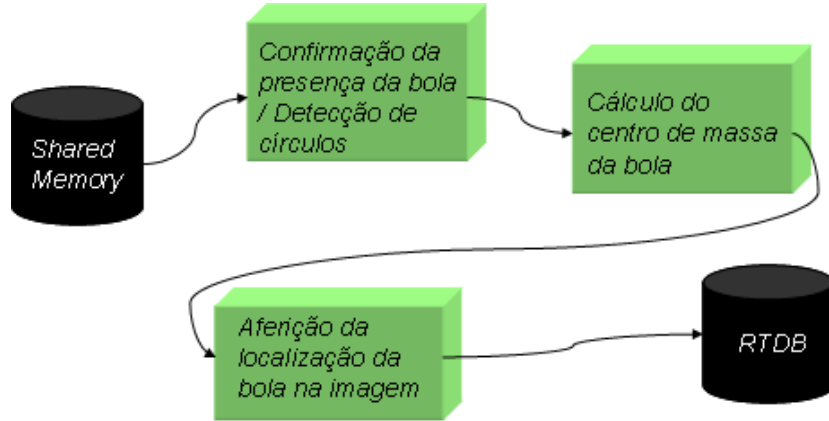 Shared
Memory
Confirmação da
presença da bola
/ Detecção de
círculos
Cálculo do
centro de massa
da bola
Aferição da
localização da
bola na imagem
RTDB